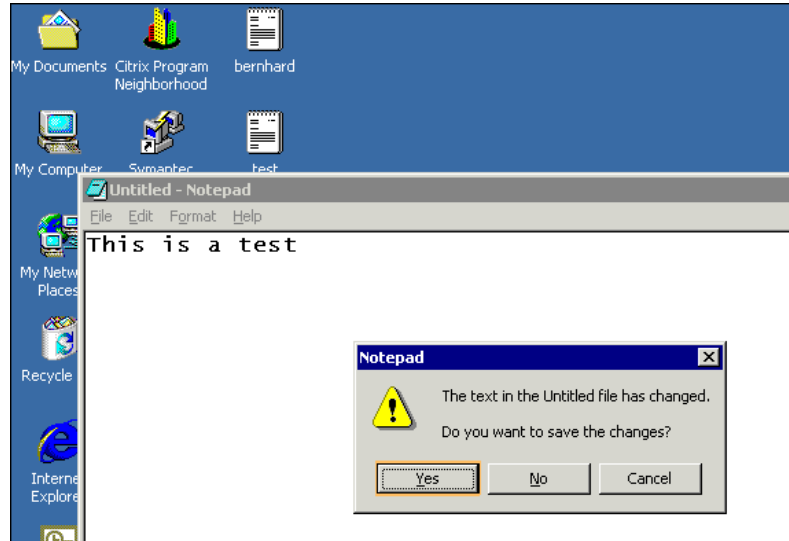 My Documents
Citrix Program
Neighborhood
bernhard
My Computer
Symantec
test
Untitled - Notepad
File Edit Format Help
This is a test
My Netw
Places
Recycle
Interne
Explore
Notepad
The text in the Untitled file has changed.
Do you want to save the changes?
Yes No Cancel